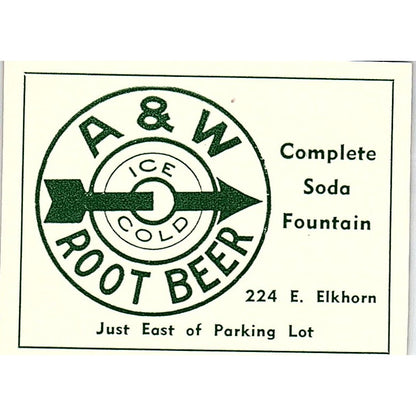 A & W
ICE
COLD
ROOT BEER
Complete
Soda
Fountain
224 E. Elkhorn
Just East of Parking Lot